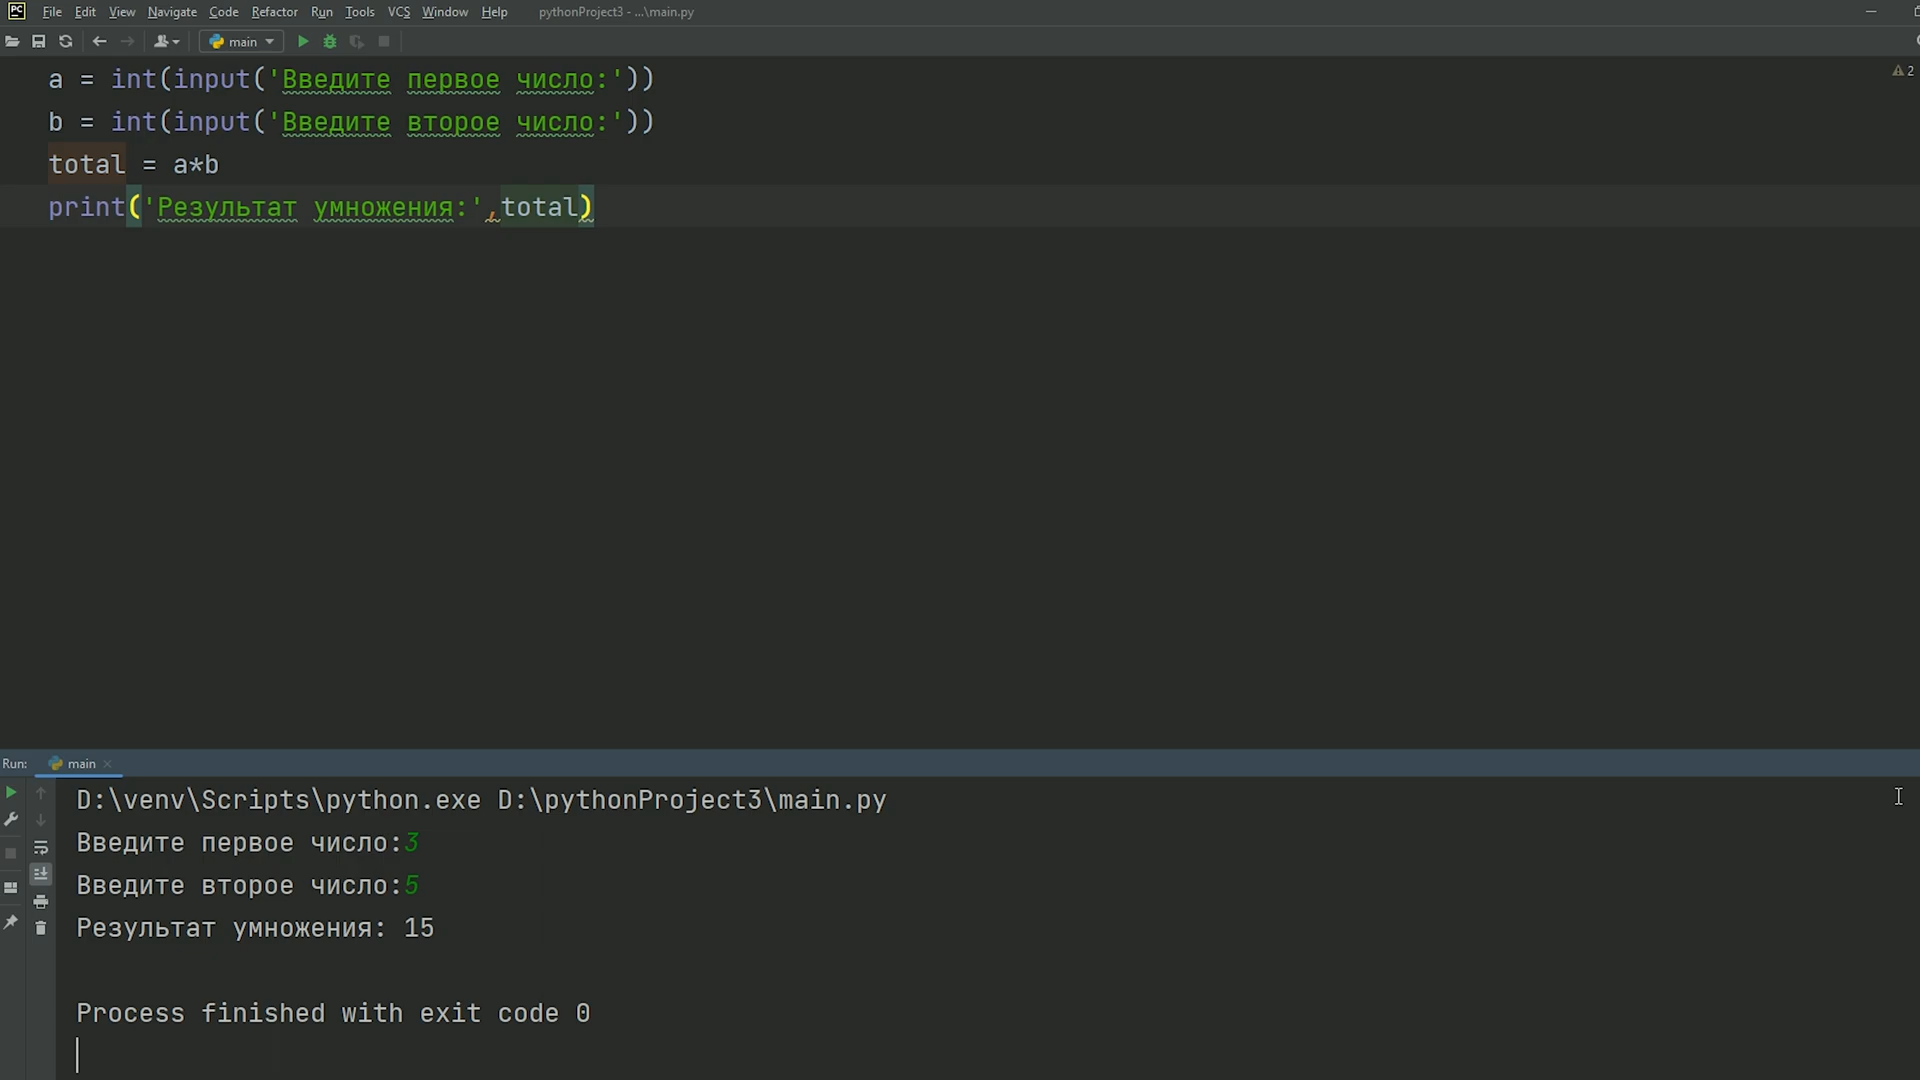 PC File Edit View Navigate Code Refactor Run Tools VCS Window Help pythonProject3 - ...\main.py
main
a = int(input('Введите первое число:'))
2
b = int(input('Введите второе число:'))
total = a*b
print('Результат умножения:',total)
Run: main
D:\venv\Scripts\python.exe D:\pythonProject3\main.py
Введите первое число:3
Введите второе число:5
Результат умножения: 15
Process finished with exit code 0